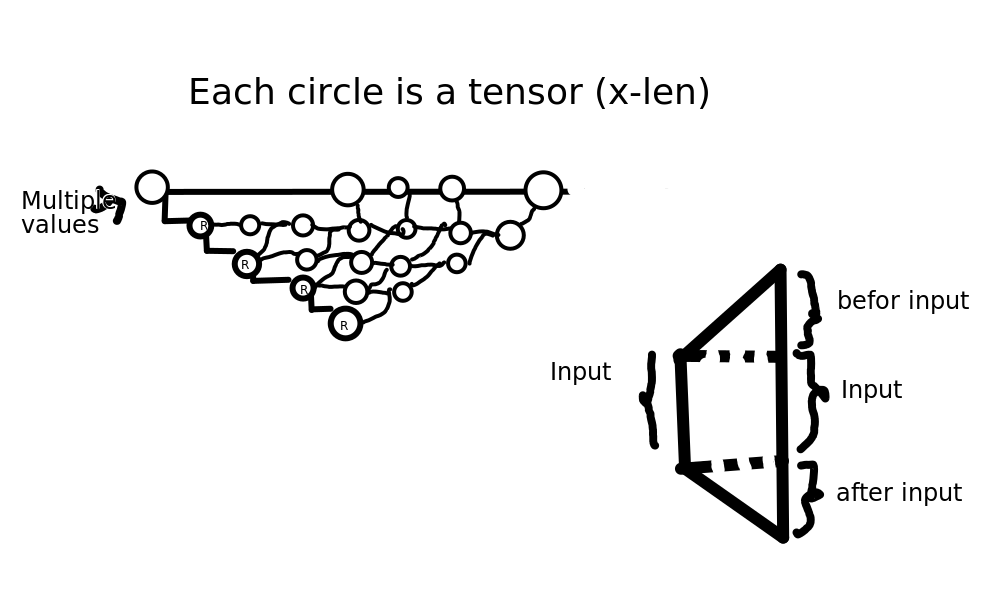 Each circle is a tensor (x-len)
Multiple
values
R
R
R
R
befor input
Input
Input
after input